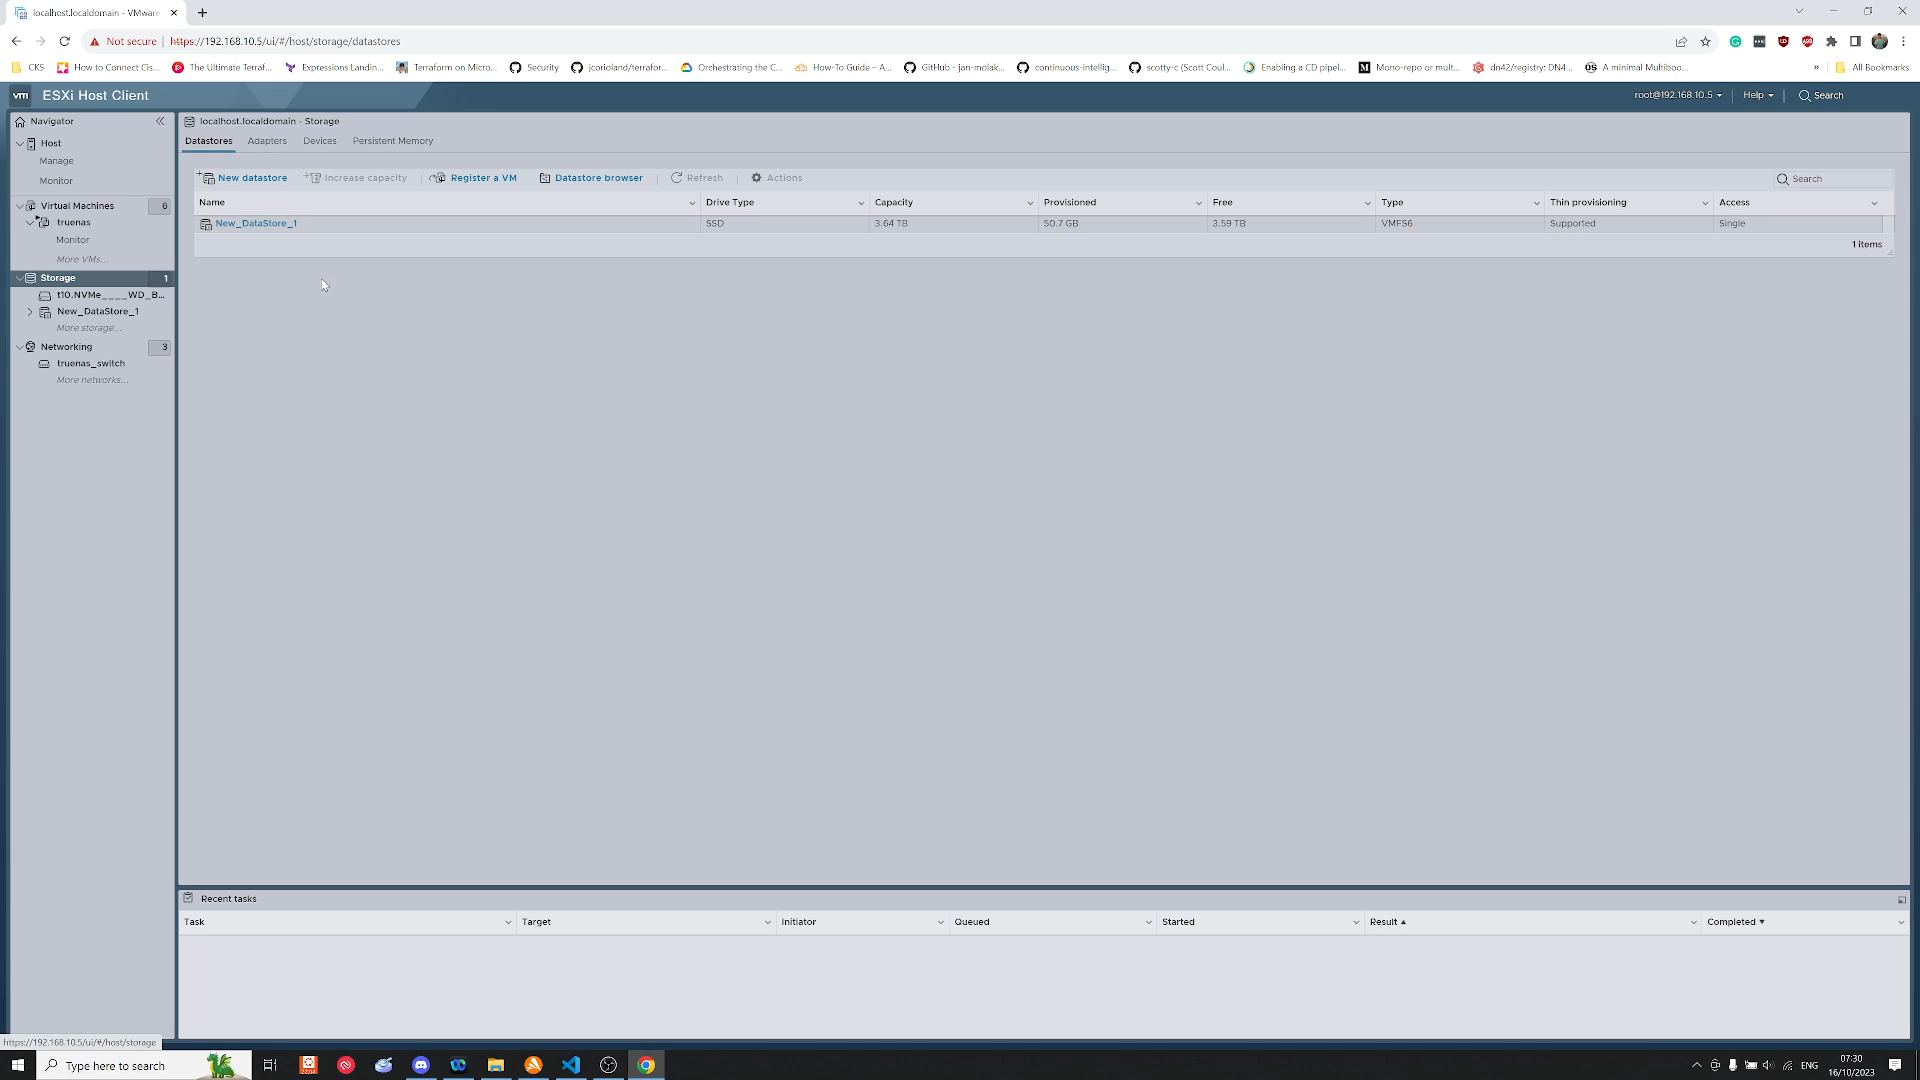 localhost.localdomain - VMware
Not secure
https://192.168.10.5/ui/#/host/storage/datastores
CKS
How to Connect Cis...
The Ultimate Terraf...
Expressions Landin...
Terraform on Micro...
Security
jcorioland/terrafor...
Orchestrating the C...
How-To Guide – A...
GitHub - jan-molak...
continuous-intellig...
scotty-c (Scott Coul...
Enabling a CD pipel...
Mono-repo or mult...
dn42/registry: DN4...
A minimal Multiboo...
»
All Bookmarks
vm
ESXi Host Client
root@192.168.10.5
Help
Search
Navigator
Host
Manage
Monitor
Virtual Machines
6
truenas
Monitor
More VMs...
Storage
1
t10.NVMe____WD_B...
New_DataStore_1
More storage...
Networking
3
truenas_switch
More networks...
localhost.localdomain - Storage
Datastores
Adapters
Devices
Persistent Memory
New datastore
Increase capacity
Register a VM
Datastore browser
Refresh
Actions
Search
Name
Drive Type
Capacity
Provisioned
Free
Type
Thin provisioning
Access
New_DataStore_1
SSD
3.64 TB
50.7 GB
3.59 TB
VMFS6
Supported
Single
1 items
Recent tasks
Task
Target
Initiator
Queued
Started
Result
Completed
https://192.168.10.5/ui/#/host/storage
Type here to search
22.04
ENG
07:30
16/10/2023